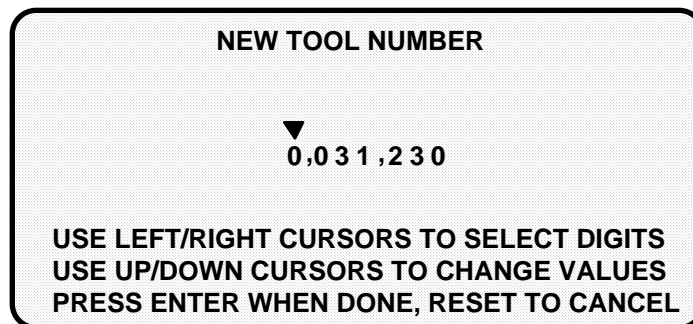 NEW TOOL NUMBER
0,031,230
USE LEFT/RIGHT CURSORS TO SELECT DIGITS
USE UP/DOWN CURSORS TO CHANGE VALUES
PRESS ENTER WHEN DONE, RESET TO CANCEL